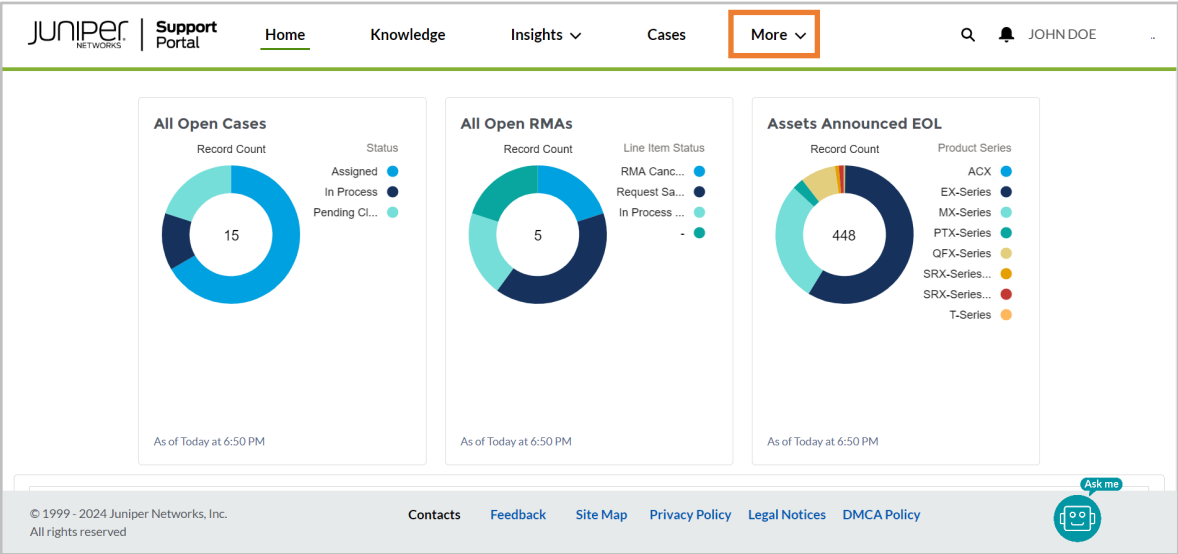 JUNIPER NETWORKS Support Portal
Home Knowledge Insights Cases More JOHN DOE ..
All Open Cases
Record Count Status
Assigned
In Process
Pending Cl...
15
As of Today at 6:50 PM
All Open RMAs
Record Count Line Item Status
RMA Canc...
Request Sa...
In Process ...
-
5
As of Today at 6:50 PM
Assets Announced EOL
Record Count Product Series
ACX
EX-Series
MX-Series
PTX-Series
QFX-Series
SRX-Series...
SRX-Series...
T-Series
448
As of Today at 6:50 PM
Ask me
© 1999 - 2024 Juniper Networks, Inc.
All rights reserved
Contacts Feedback Site Map Privacy Policy Legal Notices DMCA Policy